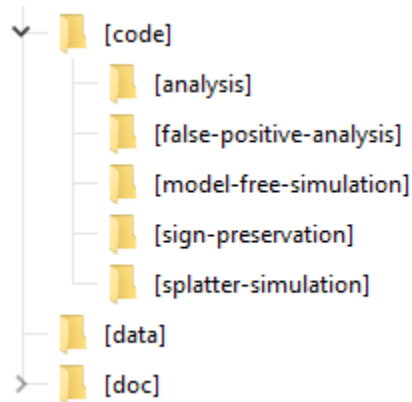 [code]
[analysis]
[false-positive-analysis]
[model-free-simulation]
[sign-preservation]
[splatter-simulation]
[data]
[doc]